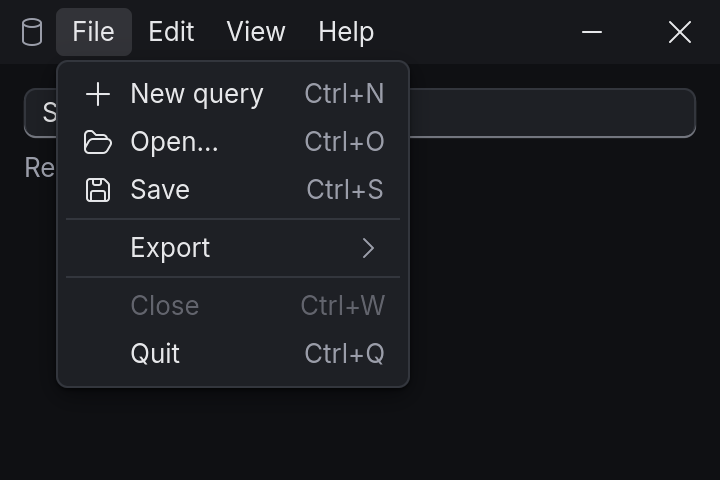 File Edit View Help
New query Ctrl+N
Open... Ctrl+O
Save Ctrl+S
Export
Close Ctrl+W
Quit Ctrl+Q